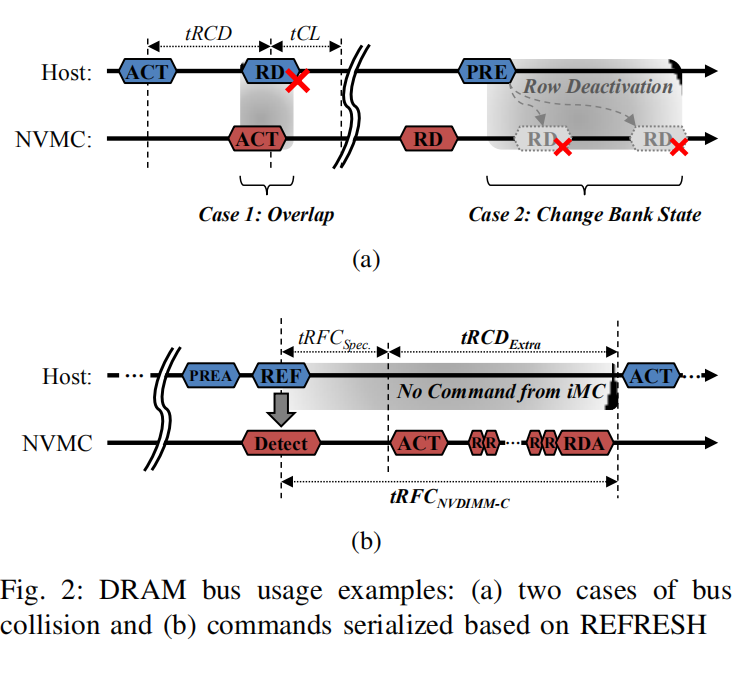 tRCD tCL
Host: ACT RD PRE
Row Deactivation
NVMC: ACT RD RD RD
Case 1: Overlap Case 2: Change Bank State
(a)
tRFCSpec. tRCDExtra
Host: ... PREA REF ACT ...
No Command from iMC
NVMC Detect ACT R R ... R R RDA
tRFCNVDIMM-C
(b)
Fig. 2: DRAM bus usage examples: (a) two cases of bus
collision and (b) commands serialized based on REFRESH